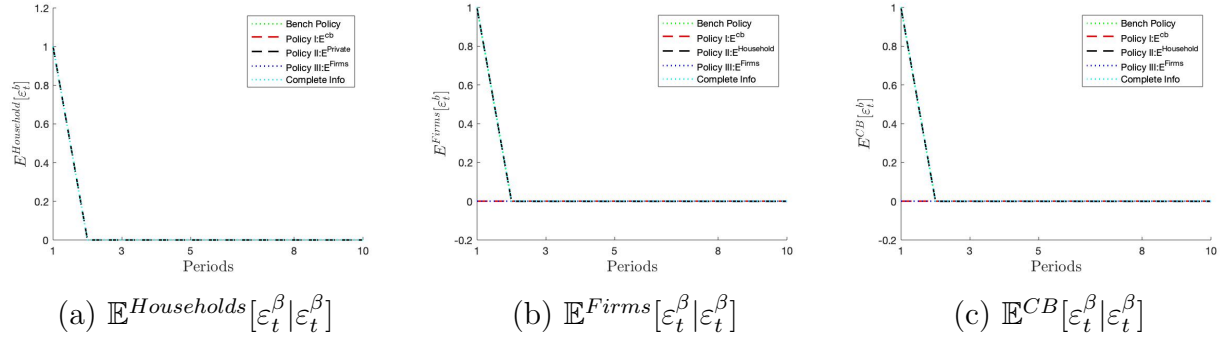 E^{Household}[ε_t^b]
1.2
1
0.8
0.6
0.4
0.2
0
1
3
5
8
10
Periods
Bench Policy
Policy I:E^{cb}
Policy II:E^{Private}
Policy III:E^{Firms}
Complete Info
(a) 𝔼^{Households}[ε_t^β|ε_t^β]
E^{Firms}[ε_t^b]
1
0.8
0.6
0.4
0.2
0
-0.2
1
3
5
8
10
Periods
Bench Policy
Policy I:E^{cb}
Policy II:E^{Household}
Policy III:E^{Firms}
Complete Info
(b) 𝔼^{Firms}[ε_t^β|ε_t^β]
E^{CB}[ε_t^b]
1
0.8
0.6
0.4
0.2
0
-0.2
1
3
5
8
10
Periods
Bench Policy
Policy I:E^{cb}
Policy II:E^{Household}
Policy III:E^{Firms}
Complete Info
(c) 𝔼^{CB}[ε_t^β|ε_t^β]